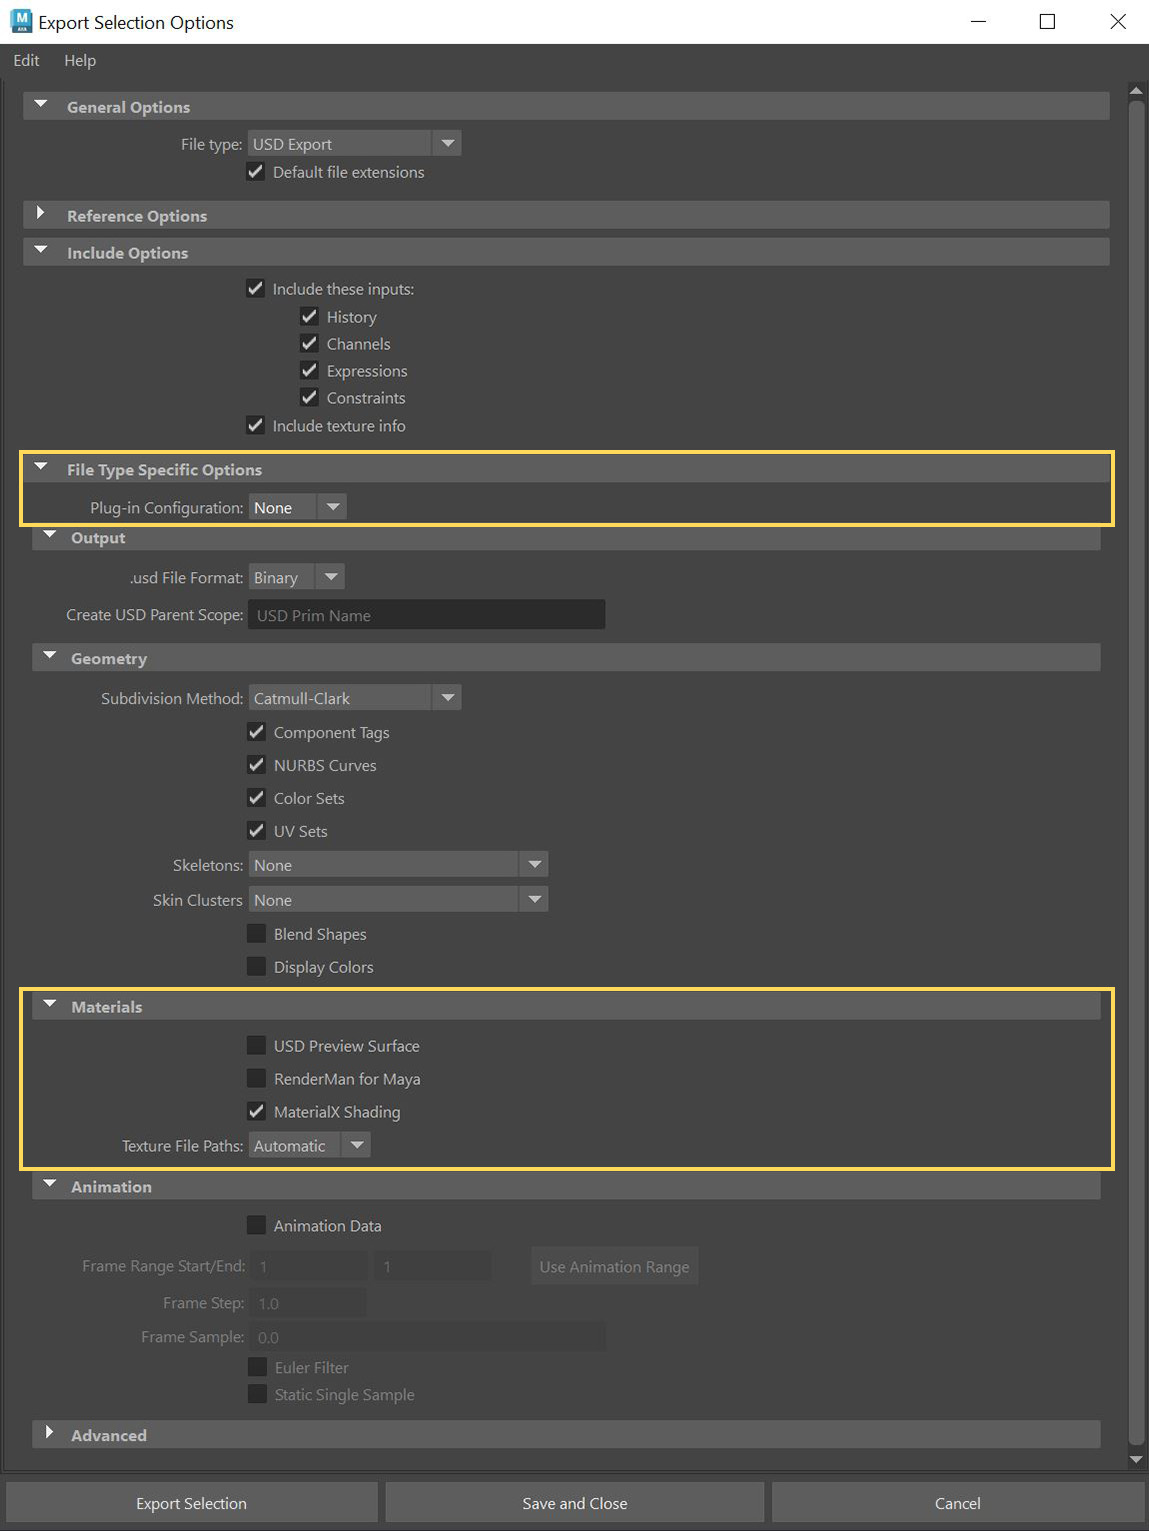 M
AYA
Export Selection Options
Edit Help
General Options
File type: USD Export
Default file extensions
Reference Options
Include Options
Include these inputs:
History
Channels
Expressions
Constraints
Include texture info
File Type Specific Options
Plug-in Configuration: None
Output
.usd File Format: Binary
Create USD Parent Scope: USD Prim Name
Geometry
Subdivision Method: Catmull-Clark
Component Tags
NURBS Curves
Color Sets
UV Sets
Skeletons: None
Skin Clusters None
Blend Shapes
Display Colors
Materials
USD Preview Surface
RenderMan for Maya
MaterialX Shading
Texture File Paths: Automatic
Animation
Animation Data
Frame Range Start/End: 1 1 Use Animation Range
Frame Step: 1.0
Frame Sample: 0.0
Euler Filter
Static Single Sample
Advanced
Export Selection Save and Close Cancel